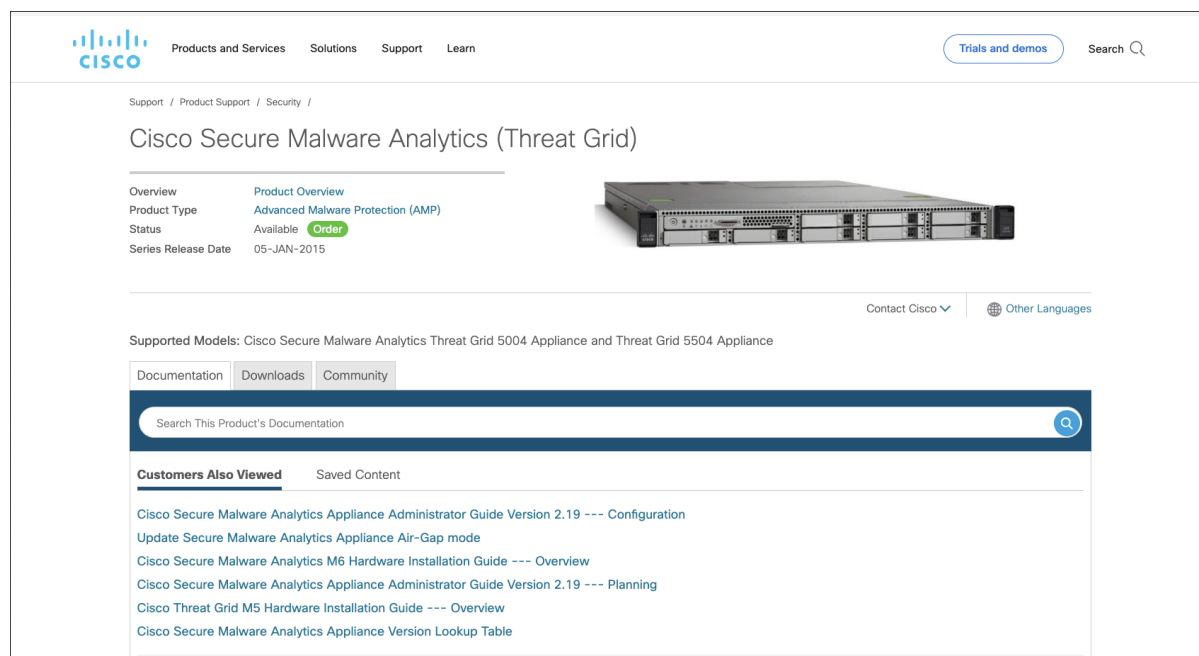 CISCO
Products and Services Solutions Support Learn
Trials and demos
Search
Support / Product Support / Security /
Cisco Secure Malware Analytics (Threat Grid)
Overview Product Overview
Product Type Advanced Malware Protection (AMP)
Status Available Order
Series Release Date 05-JAN-2015
Contact Cisco Other Languages
Supported Models: Cisco Secure Malware Analytics Threat Grid 5004 Appliance and Threat Grid 5504 Appliance
Documentation Downloads Community
Search This Product's Documentation
Customers Also Viewed Saved Content
Cisco Secure Malware Analytics Appliance Administrator Guide Version 2.19 --- Configuration
Update Secure Malware Analytics Appliance Air-Gap mode
Cisco Secure Malware Analytics M6 Hardware Installation Guide --- Overview
Cisco Secure Malware Analytics Appliance Administrator Guide Version 2.19 --- Planning
Cisco Threat Grid M5 Hardware Installation Guide --- Overview
Cisco Secure Malware Analytics Appliance Version Lookup Table